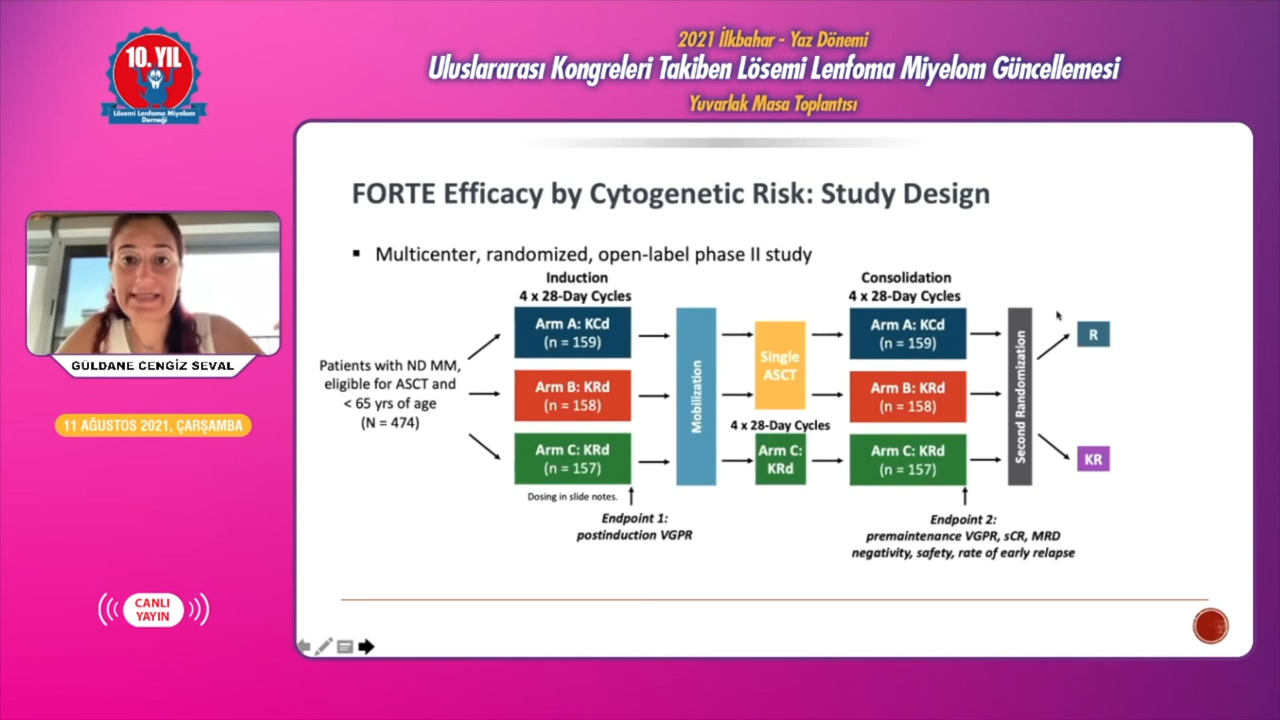 2021 İlkbahar - Yaz Dönemi
Uluslararası Kongreleri Takiben Lösemi Lenfoma Miyelom Güncellemesi
Yuvarlak Masa Toplantısı
10. YIL
Lösemi Lenfoma Miyelom
Derneği
GÜLDANE CENGİZ SEVAL
11 AĞUSTOS 2021, ÇARŞAMBA
CANLI
YAYIN
FORTE Efficacy by Cytogenetic Risk: Study Design
▪ Multicenter, randomized, open-label phase II study
Induction
4 x 28-Day Cycles
Consolidation
4 x 28-Day Cycles
Patients with ND MM,
eligible for ASCT and
< 65 yrs of age
(N = 474)
Arm A: KCd
(n = 159)
Arm B: KRd
(n = 158)
Arm C: KRd
(n = 157)
Dosing in slide notes.
Endpoint 1:
postinduction VGPR
Mobilization
Single
ASCT
4 x 28-Day Cycles
Arm C:
KRd
Arm A: KCd
(n = 159)
Arm B: KRd
(n = 158)
Arm C: KRd
(n = 157)
Endpoint 2:
premaintenance VGPR, sCR, MRD
negativity, safety, rate of early relapse
Second Randomization
R
KR